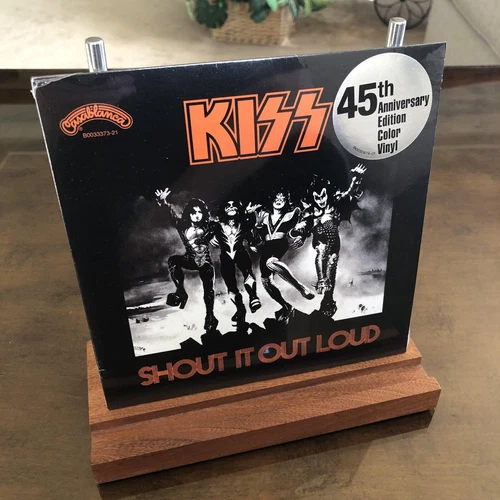 Casablanca
B0033373-21
KISS
45th
Anniversary
Edition
Color
Vinyl
SHOUT IT OUT LOUD